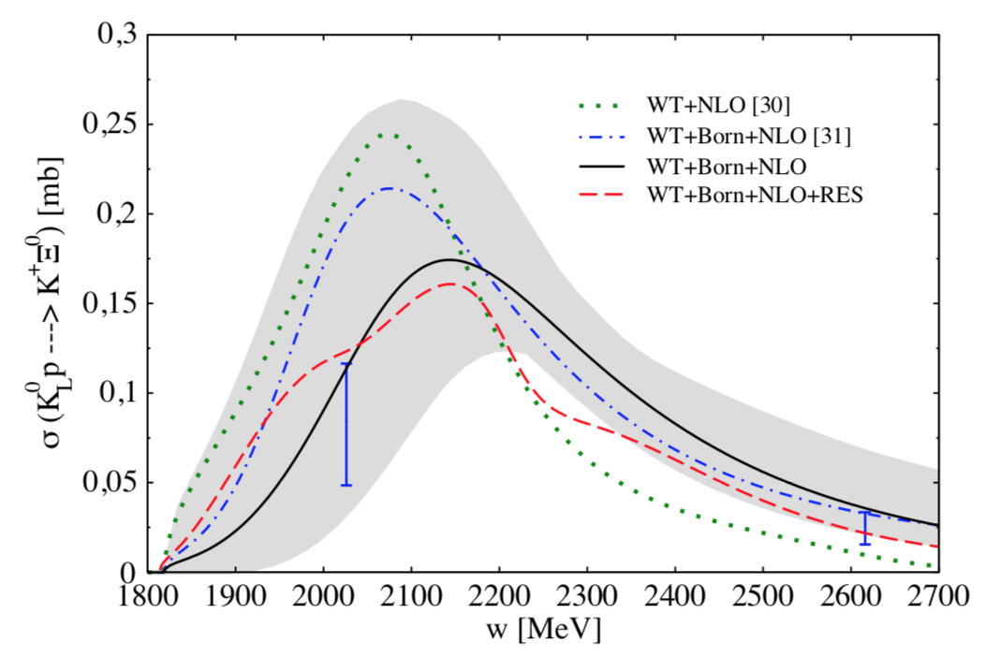 0,3
0,25
0,2
0,15
0,1
0,05
0
1800 1900 2000 2100 2200 2300 2400 2500 2600 2700
w [MeV]
σ (K⁰_L p ---> K⁺Ξ⁰) [mb]
WT+NLO [30]
WT+Born+NLO [31]
WT+Born+NLO
WT+Born+NLO+RES